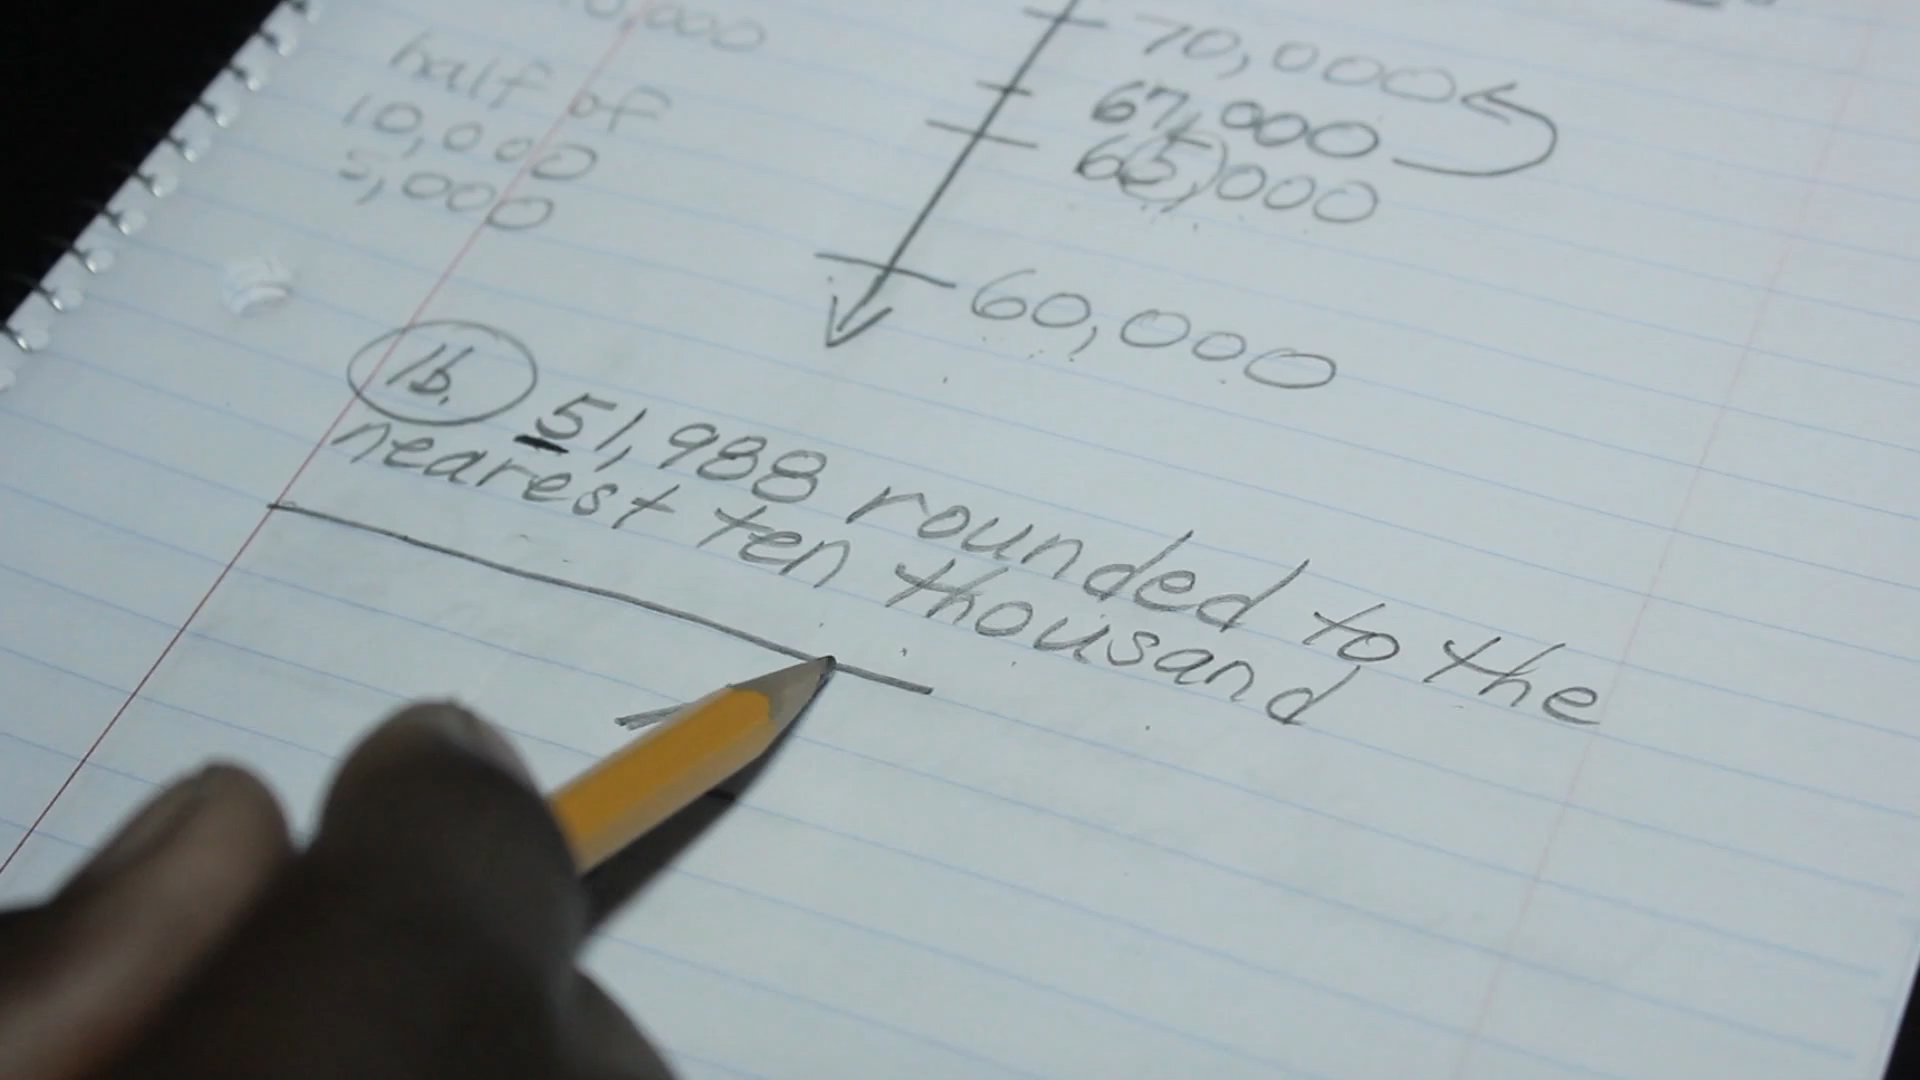 half of
10,000
5,000
70,000
67,000
65,000
60,000
1b. 51,988 rounded to the
nearest ten thousand